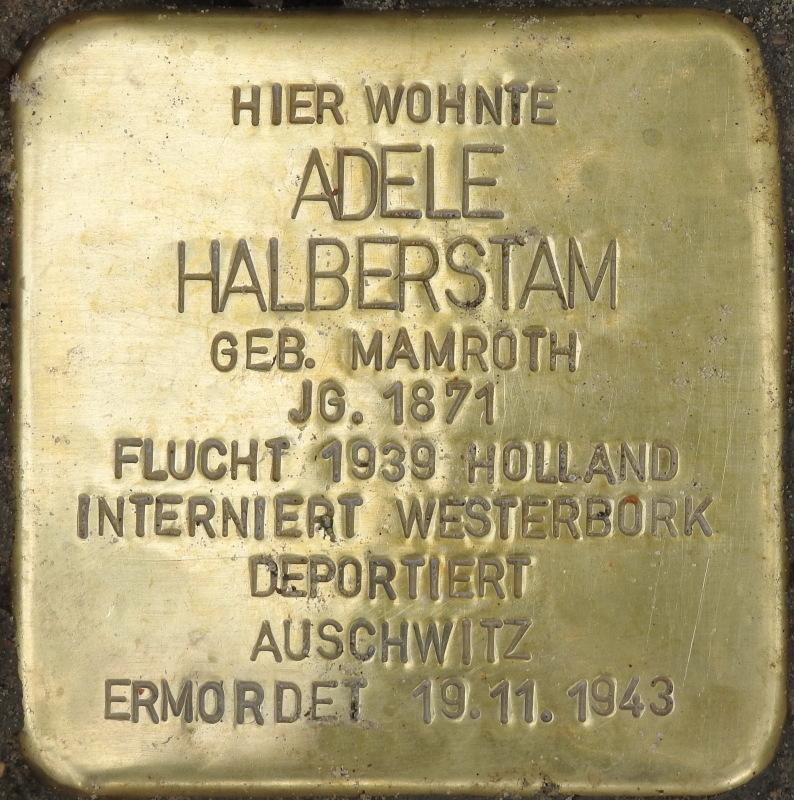 HIER WOHNTE
ADELE
HALBERSTAM
GEB. MAMROTH
JG. 1871
FLUCHT 1939 HOLLAND
INTERNIERT WESTERBORK
DEPORTIERT
AUSCHWITZ
ERMORDET 19.11.1943